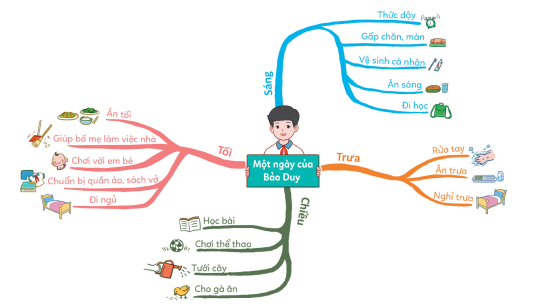 Một ngày của
Bảo Duy
Sáng
Thức dậy
Gấp chăn, màn
Vệ sinh cá nhân
Ăn sáng
Đi học
Trưa
Rửa tay
Ăn trưa
Nghỉ trưa
Chiều
Học bài
Chơi thể thao
Tưới cây
Cho gà ăn
Tối
Ăn tối
Giúp bố mẹ làm việc nhà
Chơi với em bé
Chuẩn bị quần áo, sách vở
Đi ngủ